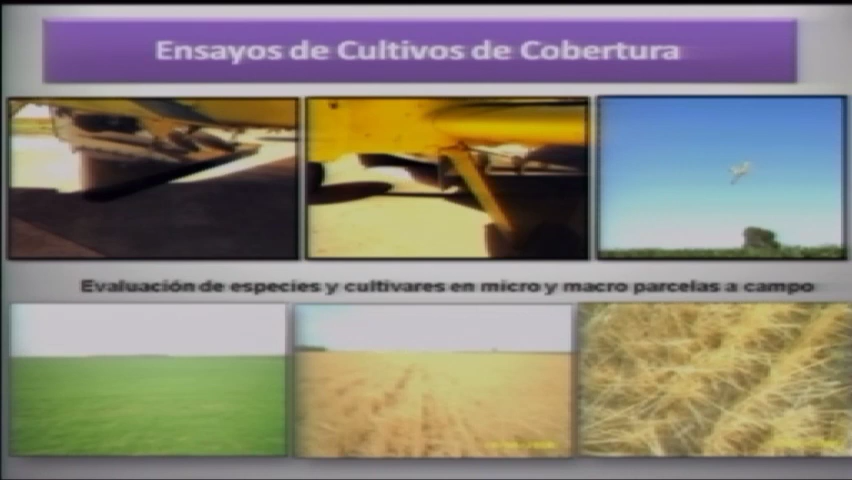 Ensayos de Cultivos de Cobertura
Evaluación de especies y cultivares en micro y macro parcelas a campo